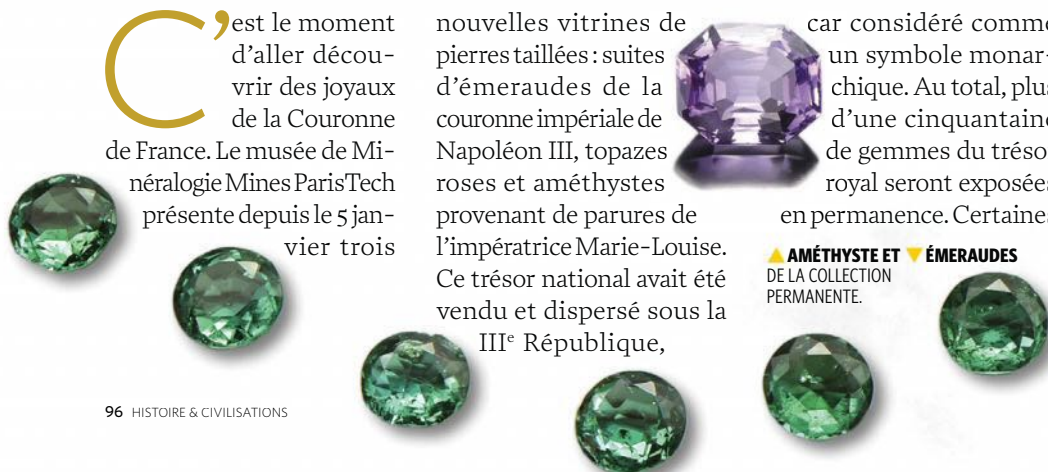 C’est le moment
d’aller décou-
vrir des joyaux
de la Couronne
de France. Le musée de Mi-
néralogie Mines ParisTech
présente depuis le 5 jan-
vier trois
nouvelles vitrines de
pierres taillées : suites
d’émeraudes de la
couronne impériale de
Napoléon III, topazes
roses et améthystes
provenant de parures de
l’impératrice Marie-Louise.
Ce trésor national avait été
vendu et dispersé sous la
IIIe République,
car considéré comme
un symbole monar-
chique. Au total, plus
d’une cinquantaine
de gemmes du tréso
royal seront exposées
en permanence. Certaines
▲ AMÉTHYSTE ET ▼ ÉMERAUDES
DE LA COLLECTION
PERMANENTE.
96 HISTOIRE & CIVILISATIONS